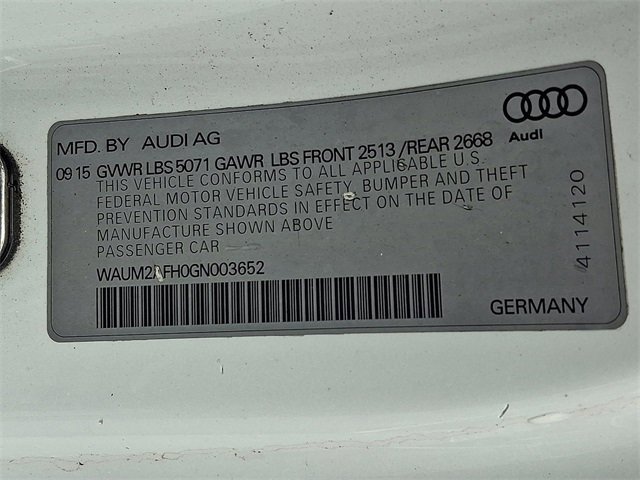 MFD. BY AUDI AG
Audi
09 15 GVWR LBS 5071 GAWR LBS FRONT 2513 /REAR 2668
THIS VEHICLE CONFORMS TO ALL APPLICABLE U.S.
FEDERAL MOTOR VEHICLE SAFETY, BUMPER AND THEFT
PREVENTION STANDARDS IN EFFECT ON THE DATE OF
MANUFACTURE SHOWN ABOVE
PASSENGER CAR
WAUM2AFH0GN003652
4114120
GERMANY